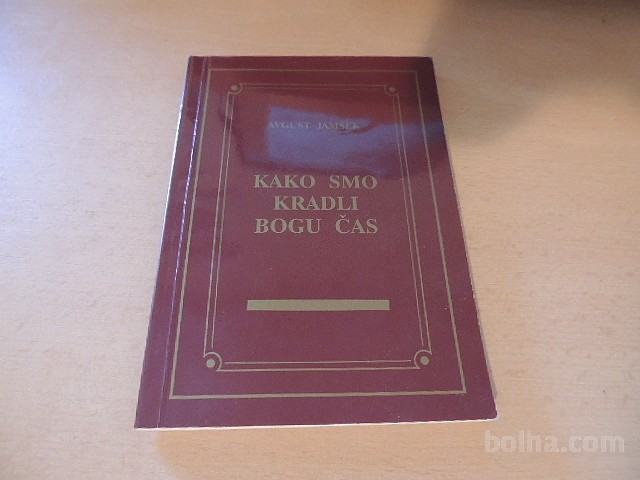 AVGUST JAMŠEK
KAKO SMO
KRADLI
BOGU ČAS
bolha.com